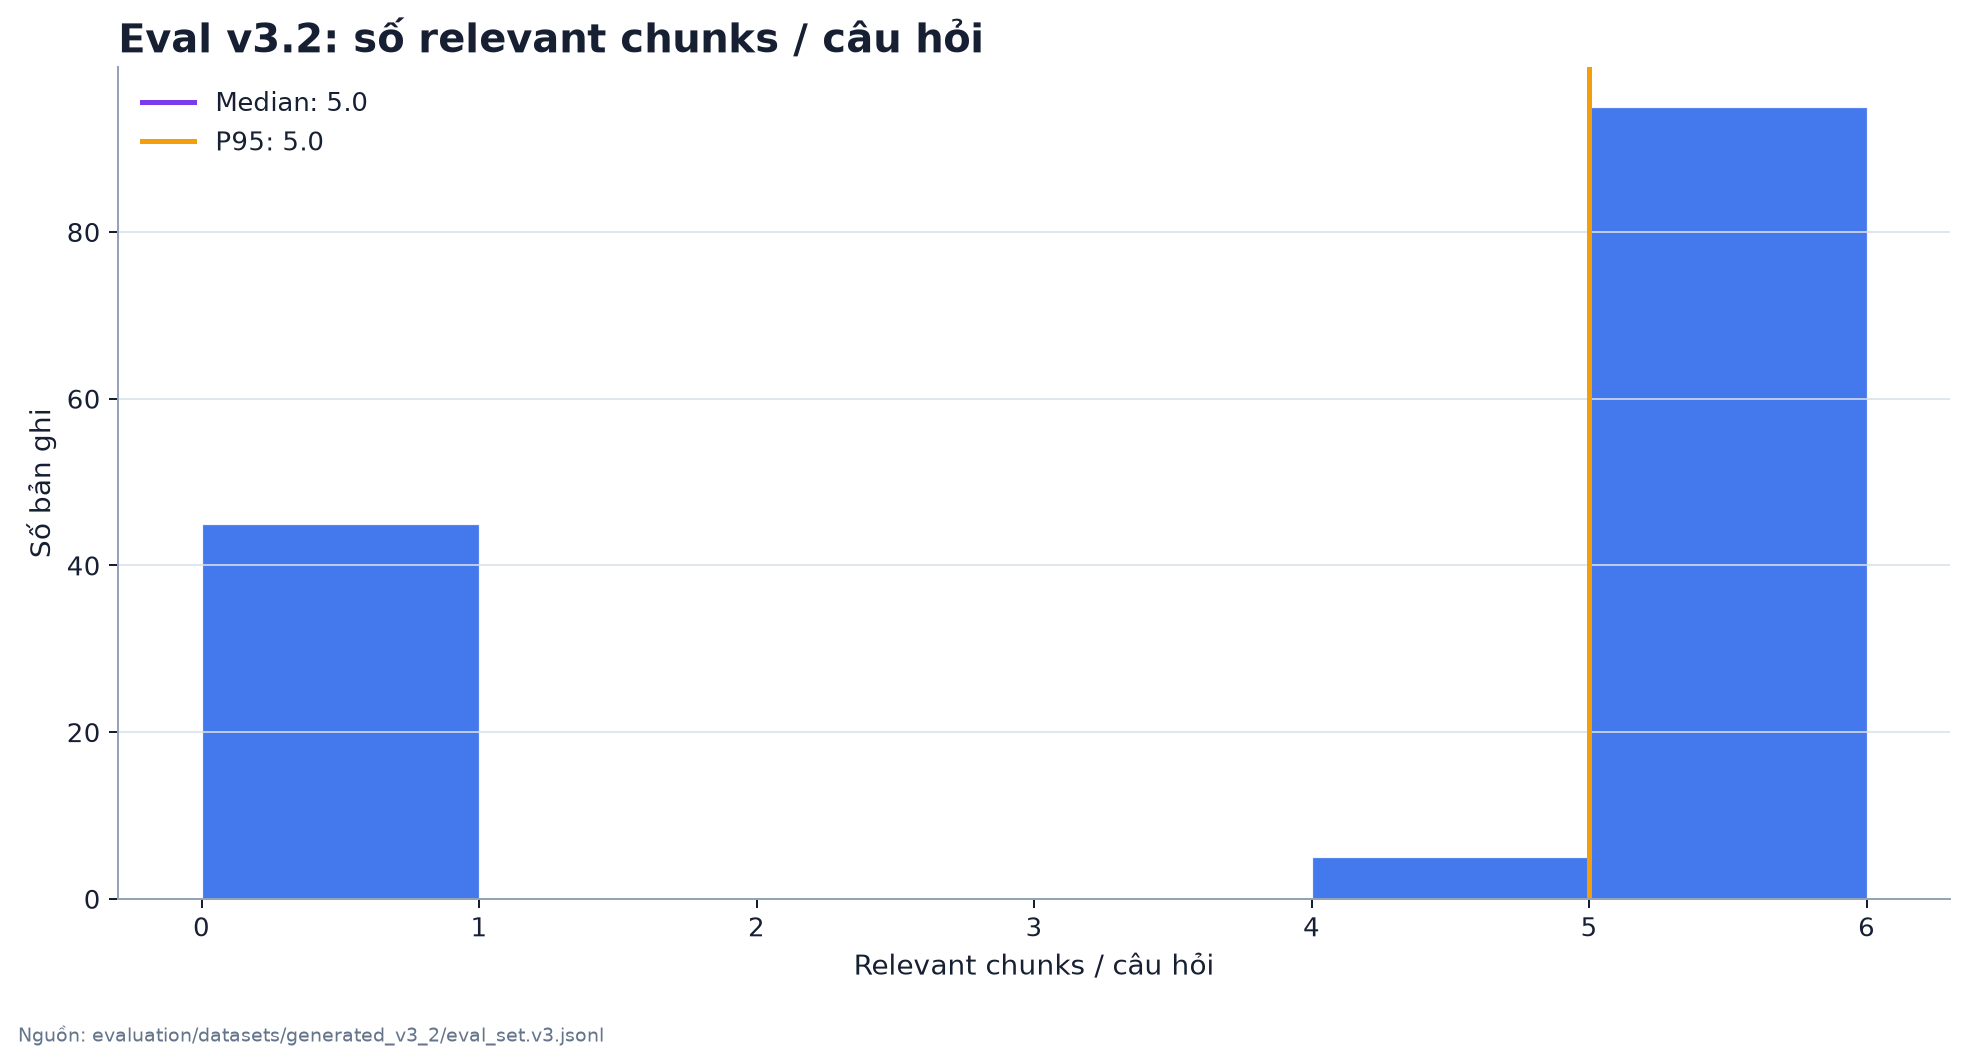 Eval v3.2: số relevant chunks / câu hỏi
Median: 5.0
P95: 5.0
Số bản ghi
80
60
40
20
0
0 1 2 3 4 5 6
Relevant chunks / câu hỏi
Nguồn: evaluation/datasets/generated_v3_2/eval_set.v3.jsonl